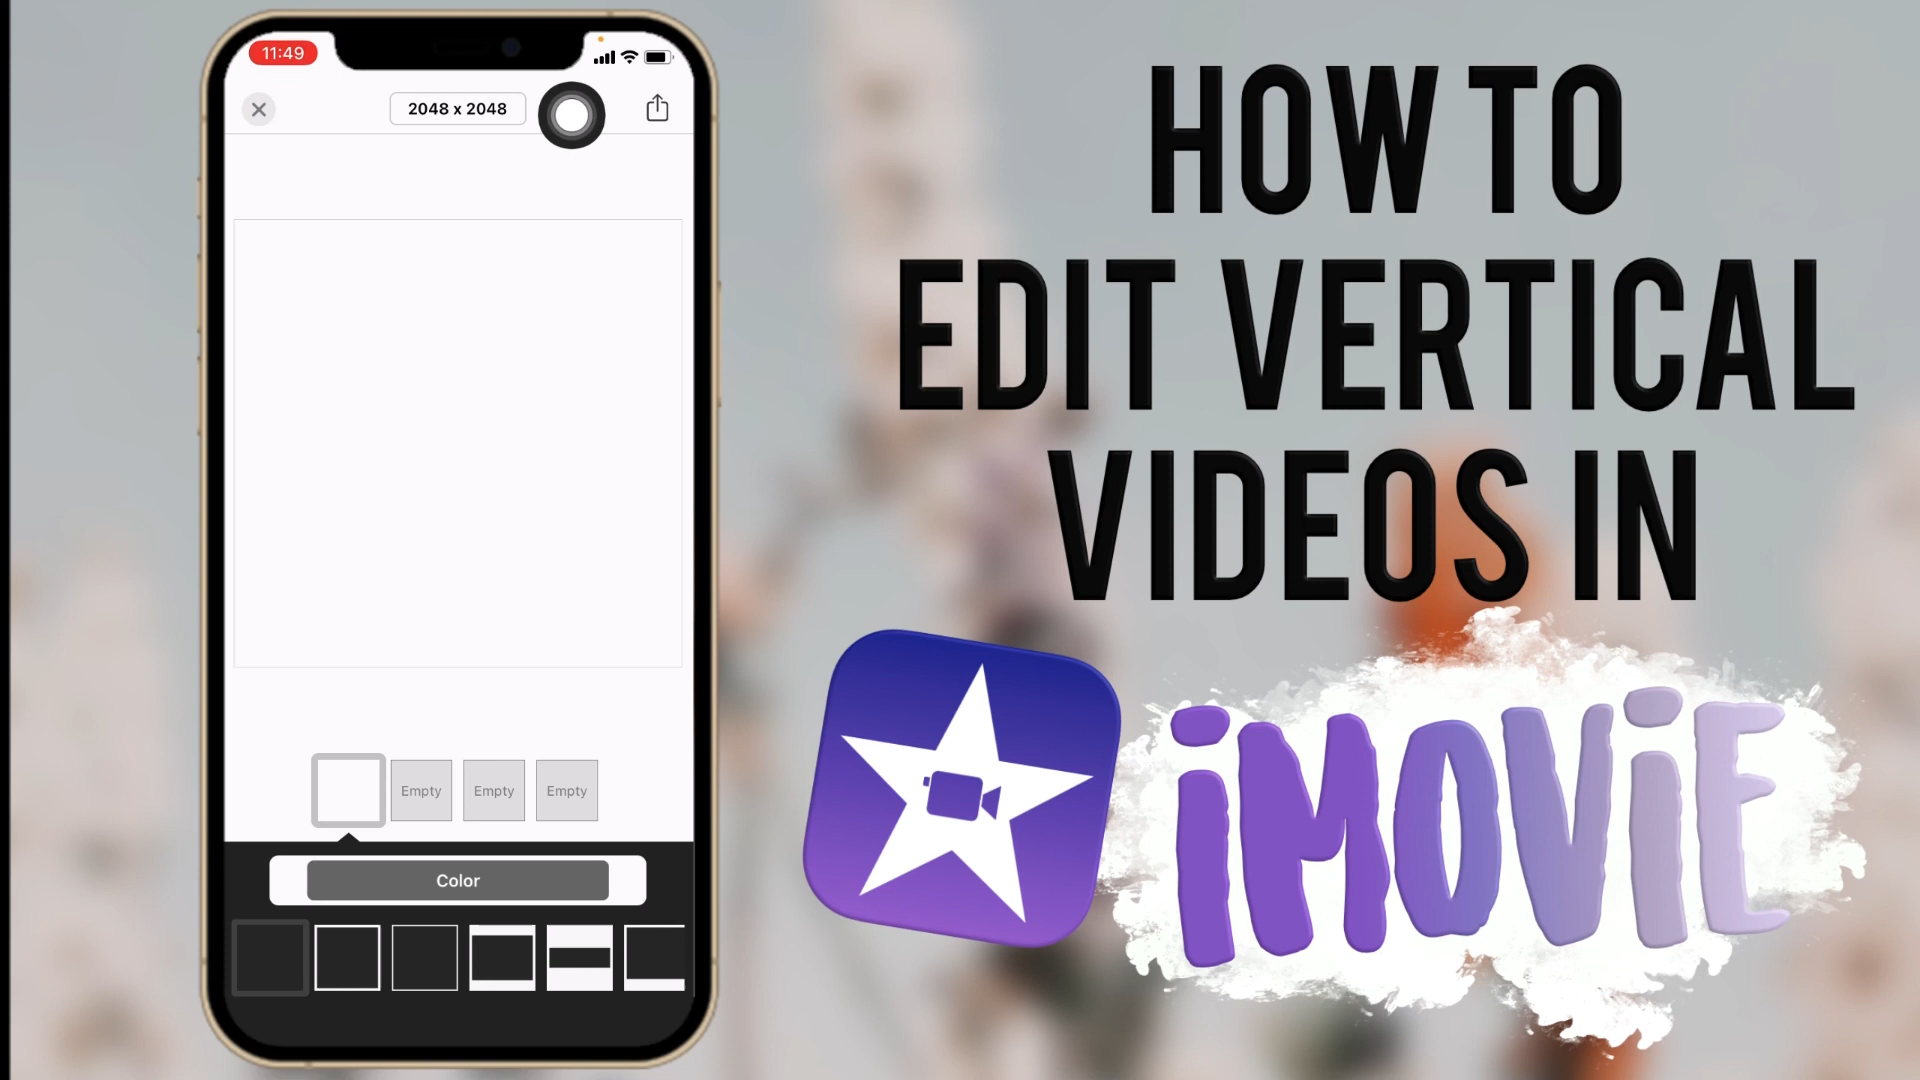 11:49
2048 x 2048
Empty
Empty
Empty
Color
HOW TO
EDIT VERTICAL
VIDEOS IN
iMOViE